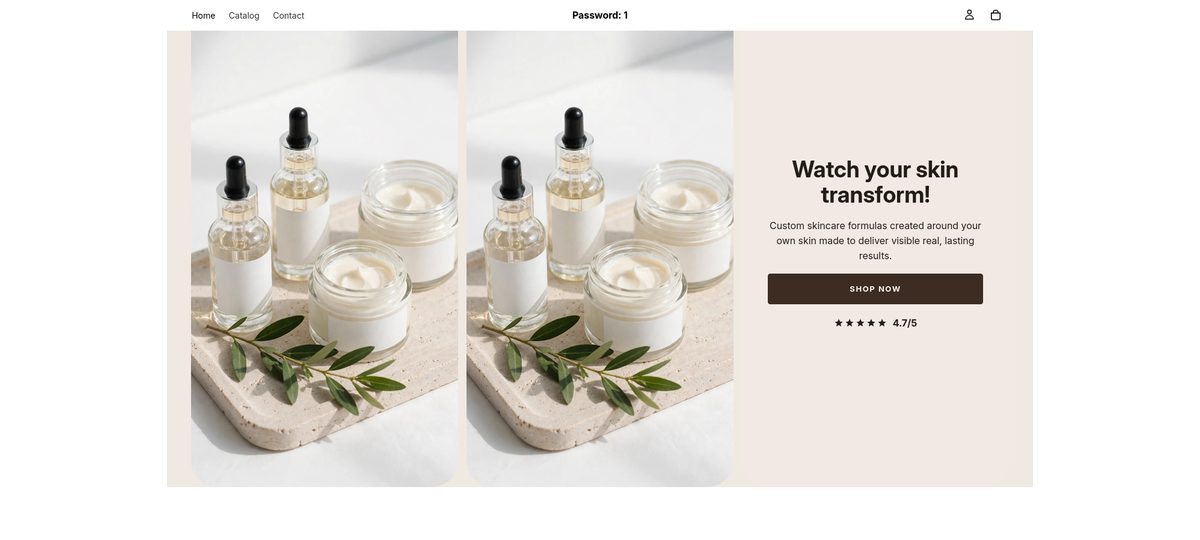 Home Catalog Contact Password: 1
Watch your skin
transform!
Custom skincare formulas created around your
own skin made to deliver visible real, lasting
results.
SHOP NOW
★★★★★ 4.7/5